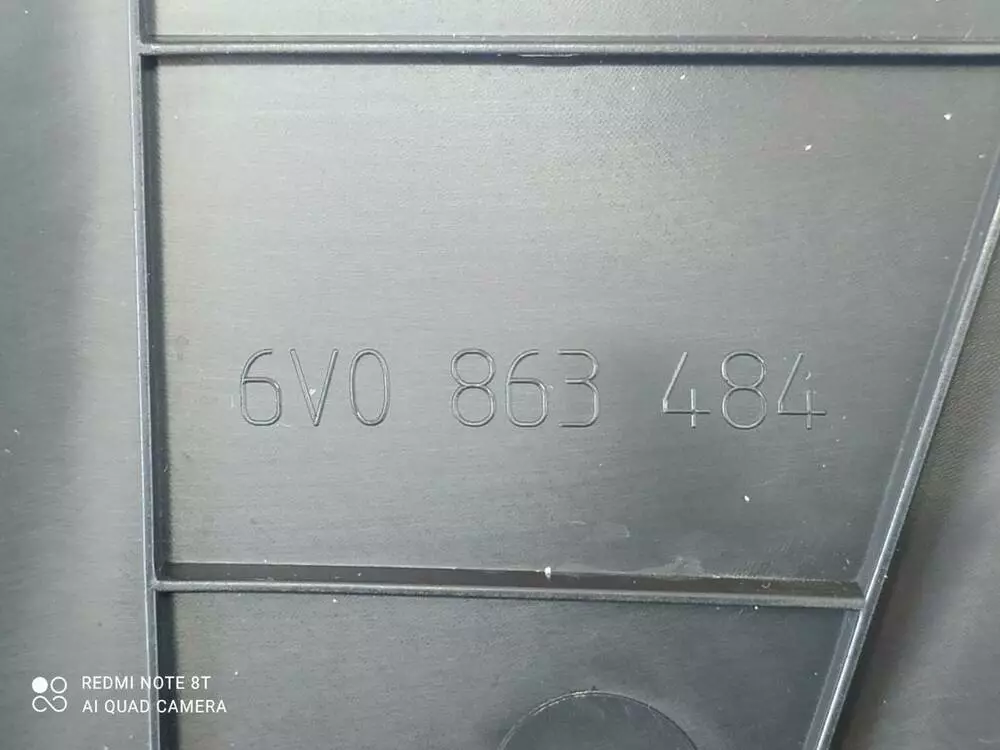 6V0 863 484
REDMI NOTE 8T
AI QUAD CAMERA